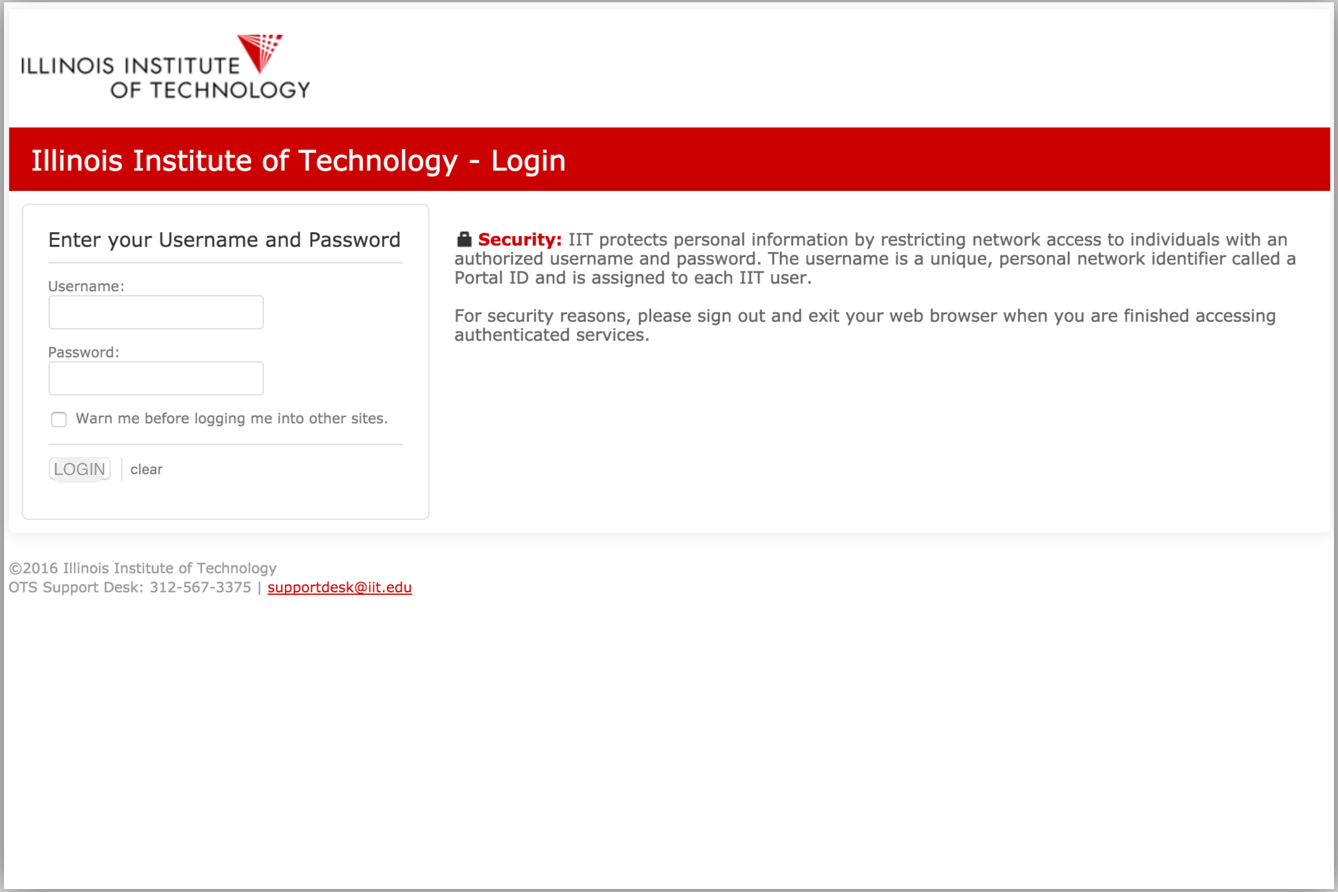 ILLINOIS INSTITUTE
OF TECHNOLOGY
Illinois Institute of Technology - Login
Enter your Username and Password
Username:
Password:
Warn me before logging me into other sites.
LOGIN
clear
Security: IIT protects personal information by restricting network access to individuals with an
authorized username and password. The username is a unique, personal network identifier called a
Portal ID and is assigned to each IIT user.
For security reasons, please sign out and exit your web browser when you are finished accessing
authenticated services.
©2016 Illinois Institute of Technology
OTS Support Desk: 312-567-3375 | supportdesk@iit.edu